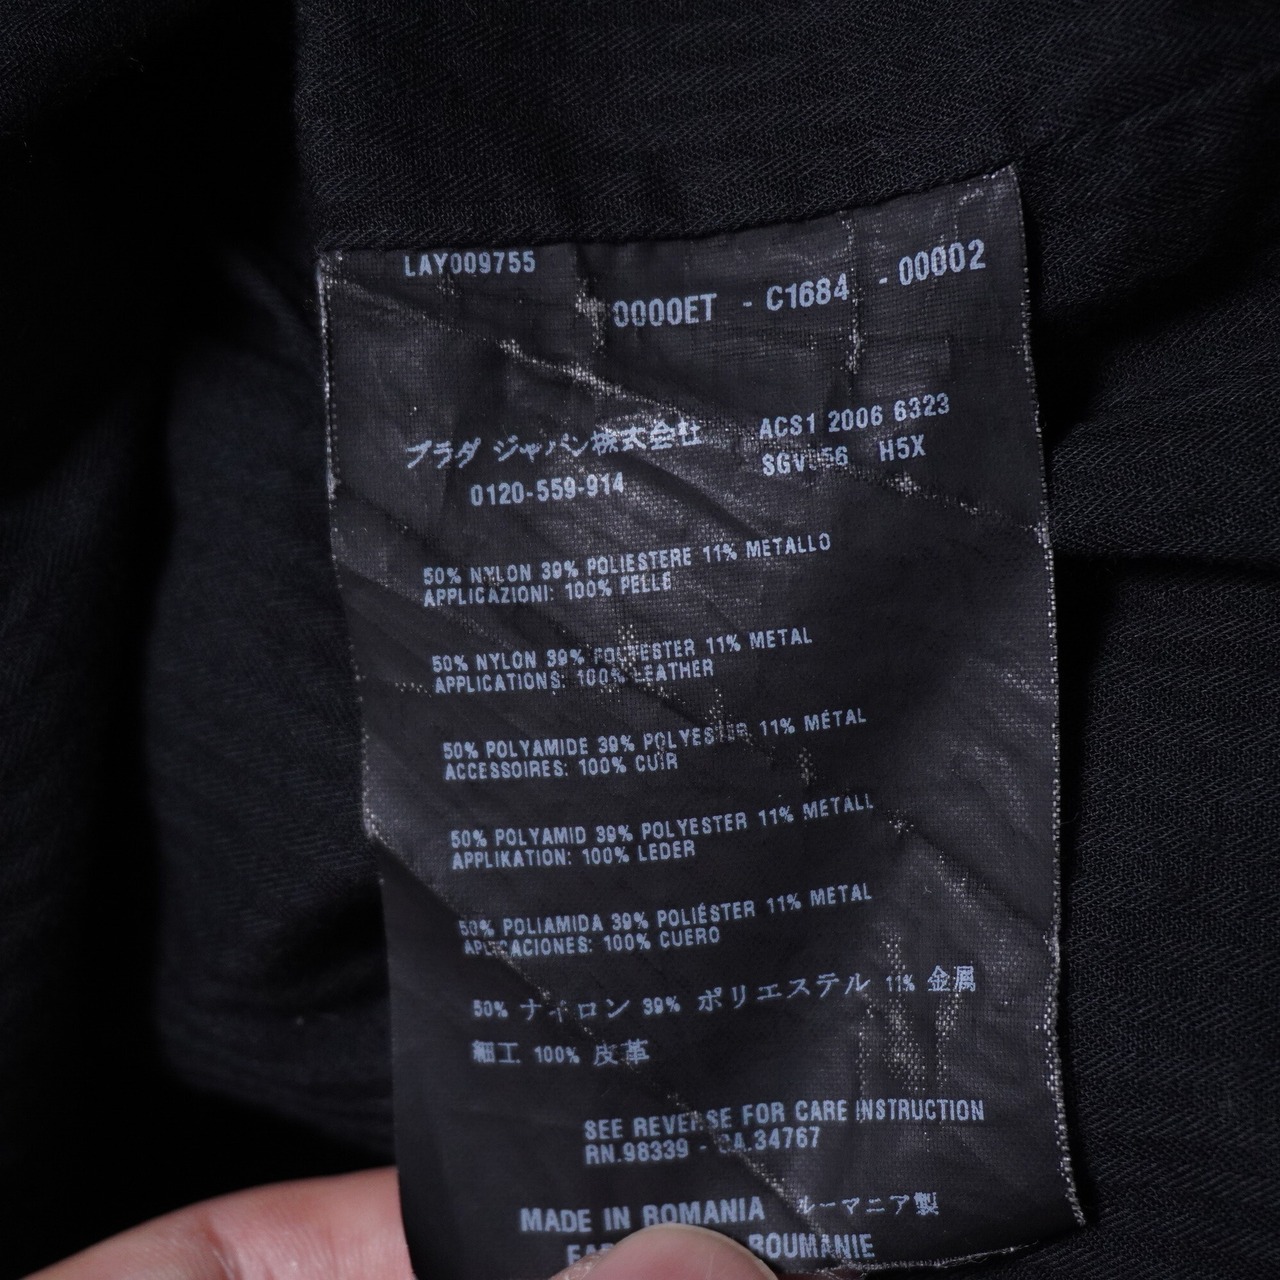 LAY009755
0000ET - C1684 - 00002
プラダ ジャパン株式会社
0120-559-914
ACS1 2006 6323
H5X
50% NYLON 39% POLIESTERE 11% METALLO
APPLICAZIONI: 100% PELLE
50% NYLON 39% POLYESTER 11% METAL
APPLICATIONS: 100% LEATHER
50% POLYAMIDE 39% POLYESTER 11% MÉTAL
ACCESSOIRES: 100% CUIR
50% POLYAMID 39% POLYESTER 11% METALL
APPLIKATION: 100% LEDER
50% POLIAMIDA 39% POLIÉSTER 11% METAL
APLICACIONES: 100% CUERO
50% ナイロン 39% ポリエステル 11% 金属
細工 100% 皮革
SEE REVERSE FOR CARE INSTRUCTION
RN.98339 - CA.34767
MADE IN ROMANIA ルーマニア製
ROUMANIE